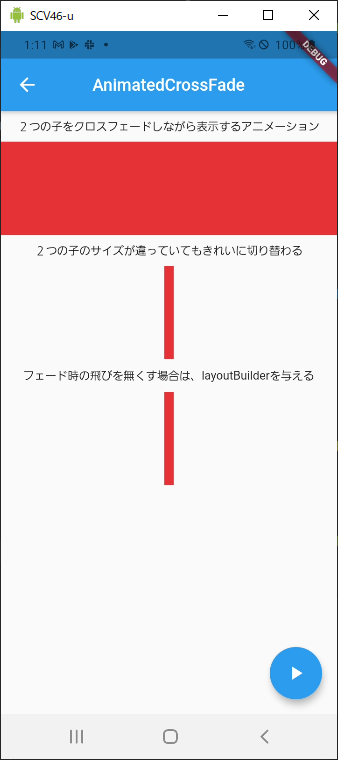 SCV46-u
1:11
100%
DEBUG
AnimatedCrossFade
2つの子をクロスフェードしながら表示するアニメーション
2つの子のサイズが違っていてもきれいに切り替わる
フェード時の飛びを無くす場合は、layoutBuilderを与える